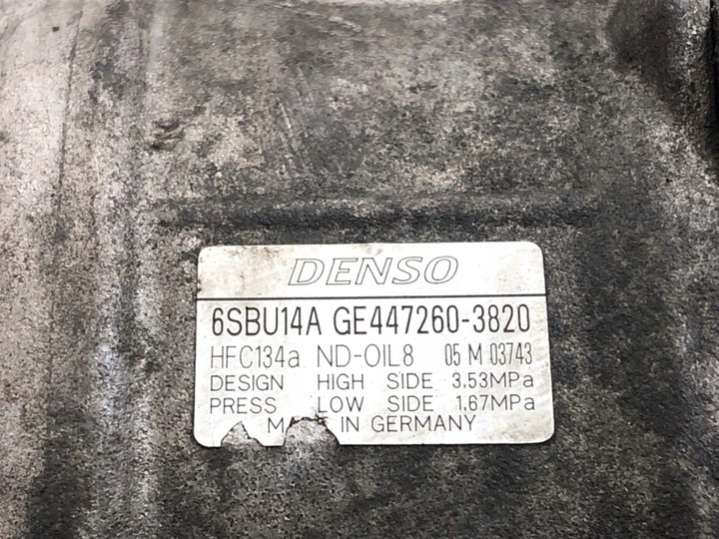 DENSO
6SBU14A GE447260-3820
HFC134a ND-OIL8 05 M 03743
DESIGN HIGH SIDE 3.53MPa
PRESS LOW SIDE 1.67MPa
IN GERMANY